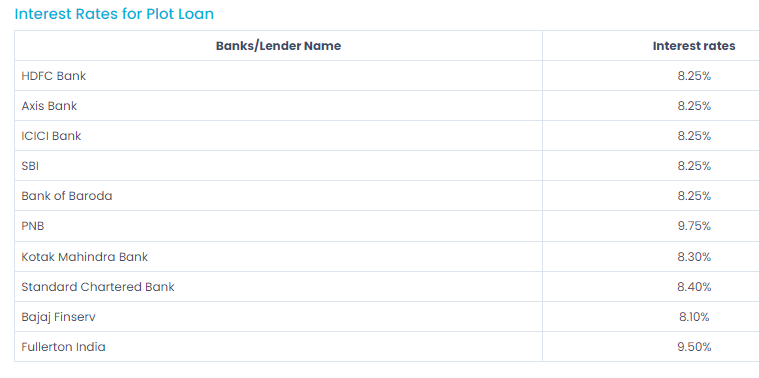 Interest Rates for Plot Loan
Banks/Lender Name Interest rates
HDFC Bank 8.25%
Axis Bank 8.25%
ICICI Bank 8.25%
SBI 8.25%
Bank of Baroda 8.25%
PNB 9.75%
Kotak Mahindra Bank 8.30%
Standard Chartered Bank 8.40%
Bajaj Finserv 8.10%
Fullerton India 9.50%